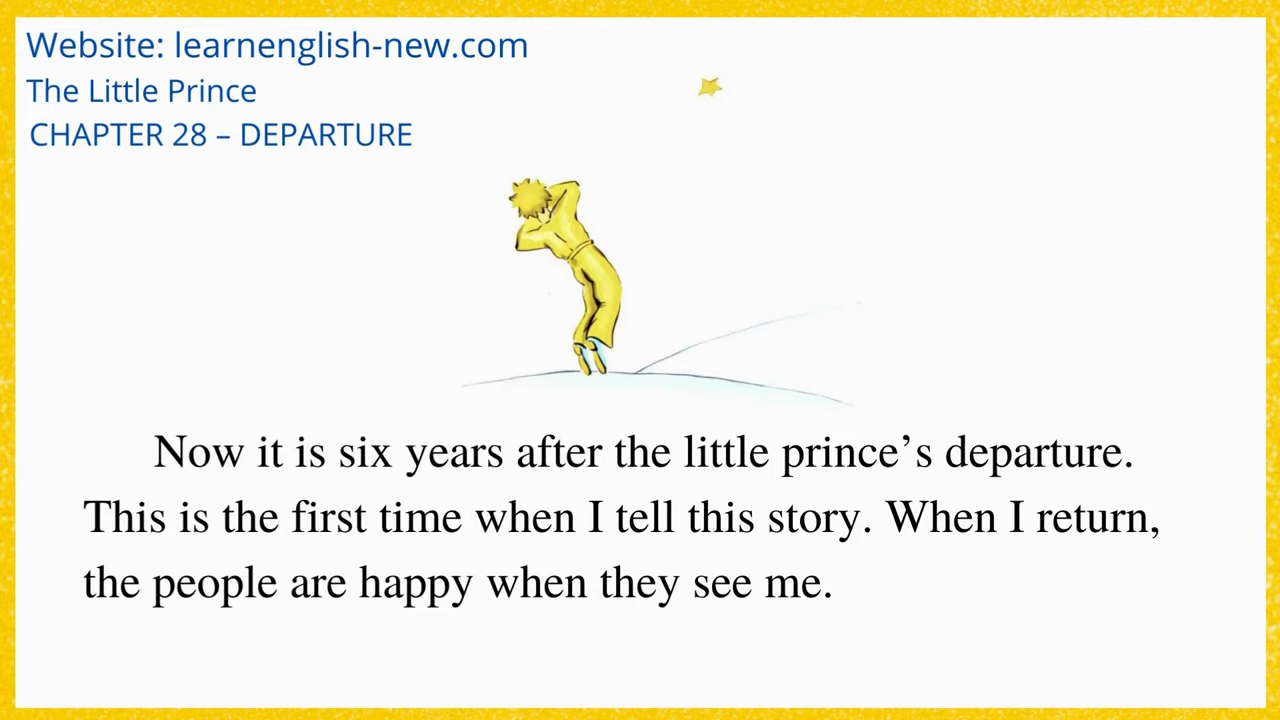 Website: learnenglish-new.com
The Little Prince
CHAPTER 28 – DEPARTURE
Now it is six years after the little prince’s departure.
This is the first time when I tell this story. When I return,
the people are happy when they see me.